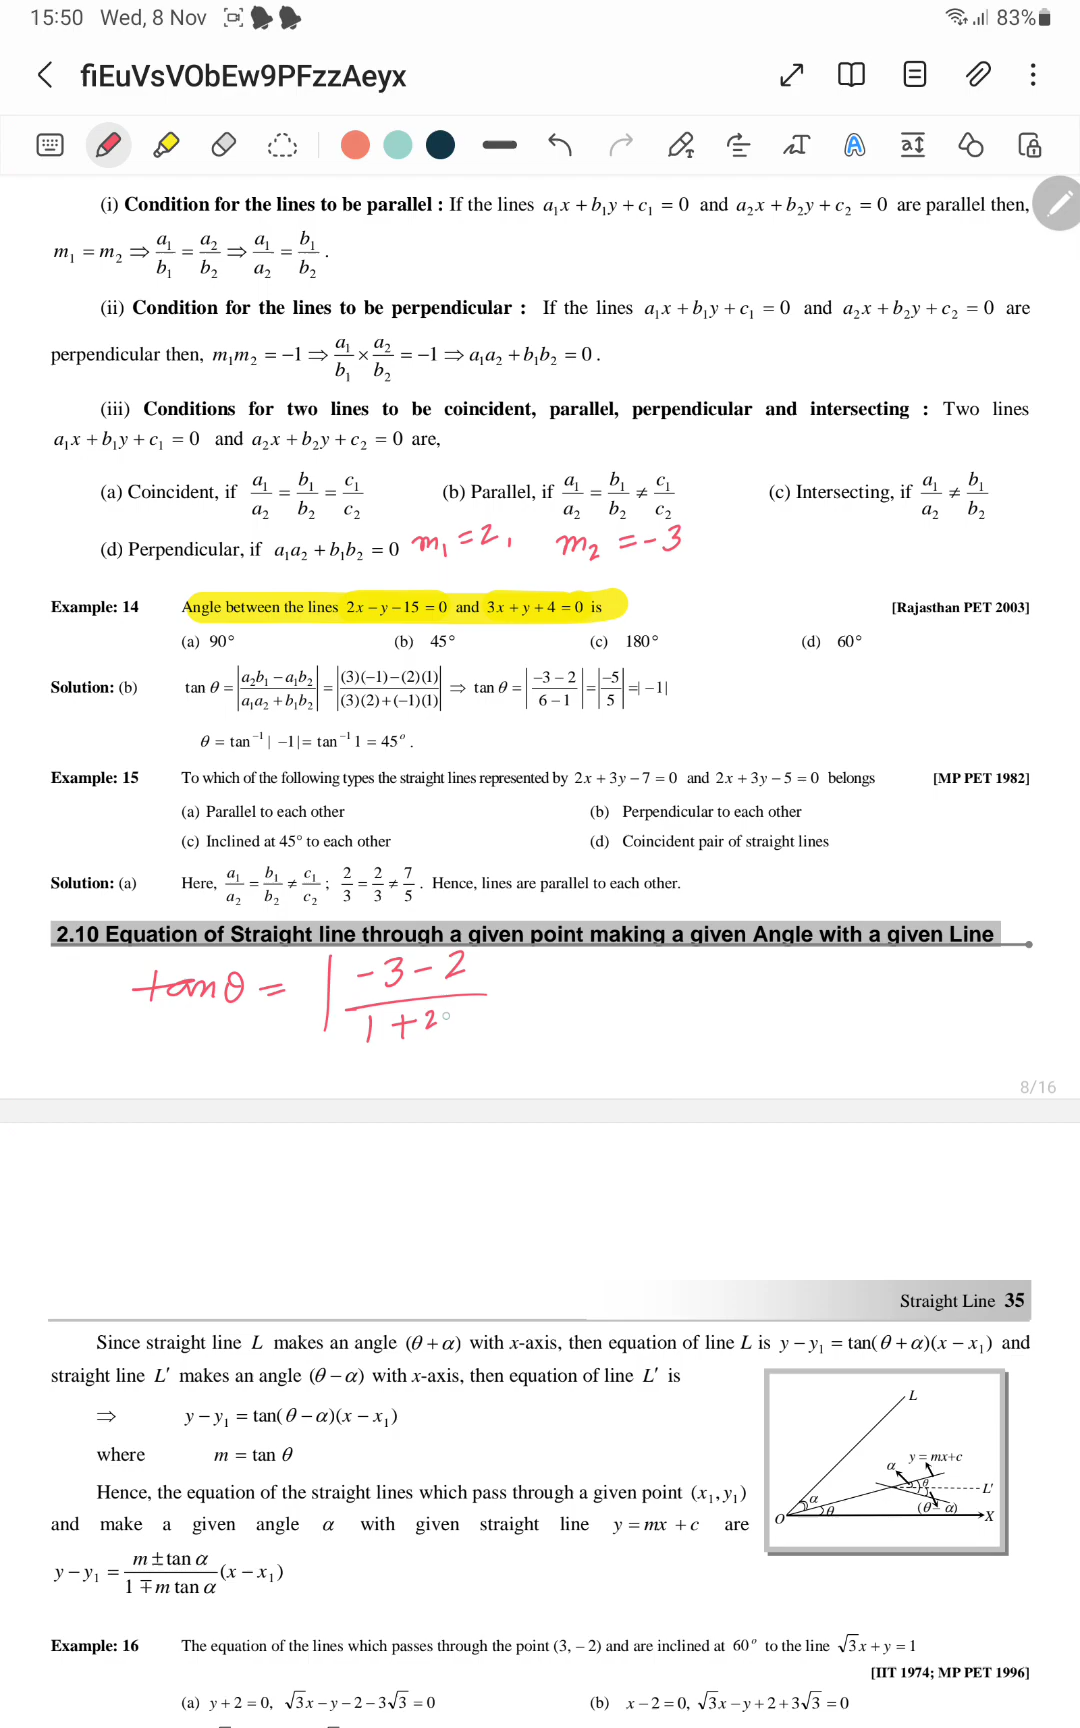 15:50 Wed, 8 Nov 83%
fiEuVsVObEw9PFzzAeyx
(i) Condition for the lines to be parallel : If the lines a₁x + b₁y + c₁ = 0 and a₂x + b₂y + c₂ = 0 are parallel then,
m₁ = m₂ ⇒ a₁/b₁ = a₂/b₂ ⇒ a₁/a₂ = b₁/b₂ .
(ii) Condition for the lines to be perpendicular : If the lines a₁x + b₁y + c₁ = 0 and a₂x + b₂y + c₂ = 0 are
perpendicular then, m₁m₂ = −1 ⇒ a₁/b₁ × a₂/b₂ = −1 ⇒ a₁a₂ + b₁b₂ = 0 .
(iii) Conditions for two lines to be coincident, parallel, perpendicular and intersecting : Two lines
a₁x + b₁y + c₁ = 0 and a₂x + b₂y + c₂ = 0 are,
(a) Coincident, if a₁/a₂ = b₁/b₂ = c₁/c₂ (b) Parallel, if a₁/a₂ = b₁/b₂ ≠ c₁/c₂ (c) Intersecting, if a₁/a₂ ≠ b₁/b₂
(d) Perpendicular, if a₁a₂ + b₁b₂ = 0 m₁ = 2, m₂ = -3
Example: 14 Angle between the lines 2x − y − 15 = 0 and 3x + y + 4 = 0 is [Rajasthan PET 2003]
(a) 90° (b) 45° (c) 180° (d) 60°
Solution: (b) tan θ = |(a₂b₁ − a₁b₂)/(a₁a₂ + b₁b₂)| = |((3)(−1) − (2)(1))/((3)(2) + (−1)(1))| ⇒ tan θ = |(−3 − 2)/(6 − 1)| = |−5/5| = | −1|
θ = tan⁻¹ | −1| = tan⁻¹ 1 = 45° .
Example: 15 To which of the following types the straight lines represented by 2x + 3y − 7 = 0 and 2x + 3y − 5 = 0 belongs [MP PET 1982]
(a) Parallel to each other (b) Perpendicular to each other
(c) Inclined at 45° to each other (d) Coincident pair of straight lines
Solution: (a) Here, a₁/a₂ = b₁/b₂ ≠ c₁/c₂ ; 2/3 = 2/3 ≠ 7/5 . Hence, lines are parallel to each other.
2.10 Equation of Straight line through a given point making a given Angle with a given Line
tan θ = | (-3 - 2)/(1 + 2
8/16
Straight Line 35
Since straight line L makes an angle (θ + α) with x-axis, then equation of line L is y − y₁ = tan(θ + α)(x − x₁) and
straight line L' makes an angle (θ − α) with x-axis, then equation of line L' is
⇒ y − y₁ = tan(θ − α)(x − x₁)
where m = tan θ
Hence, the equation of the straight lines which pass through a given point (x₁, y₁)
and make a given angle α with given straight line y = mx + c are
y − y₁ = (m ± tan α)/(1 ∓ m tan α) (x − x₁)
L
y = mx+c
α
θ
L'
α
θ
(θ − α)
O
X
Example: 16 The equation of the lines which passes through the point (3, − 2) and are inclined at 60° to the line √3x + y = 1
[IIT 1974; MP PET 1996]
(a) y + 2 = 0, √3x − y − 2 − 3√3 = 0 (b) x − 2 = 0, √3x − y + 2 + 3√3 = 0